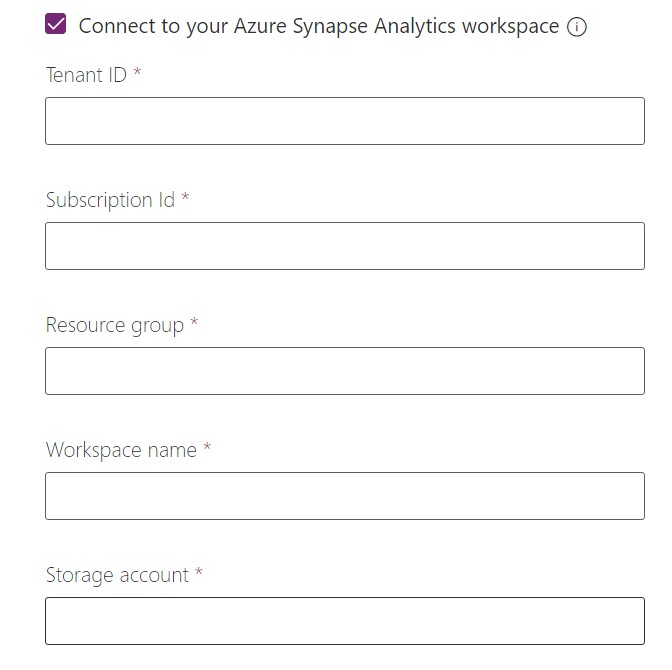 Connect to your Azure Synapse Analytics workspace
Tenant ID *
Subscription Id *
Resource group *
Workspace name *
Storage account *